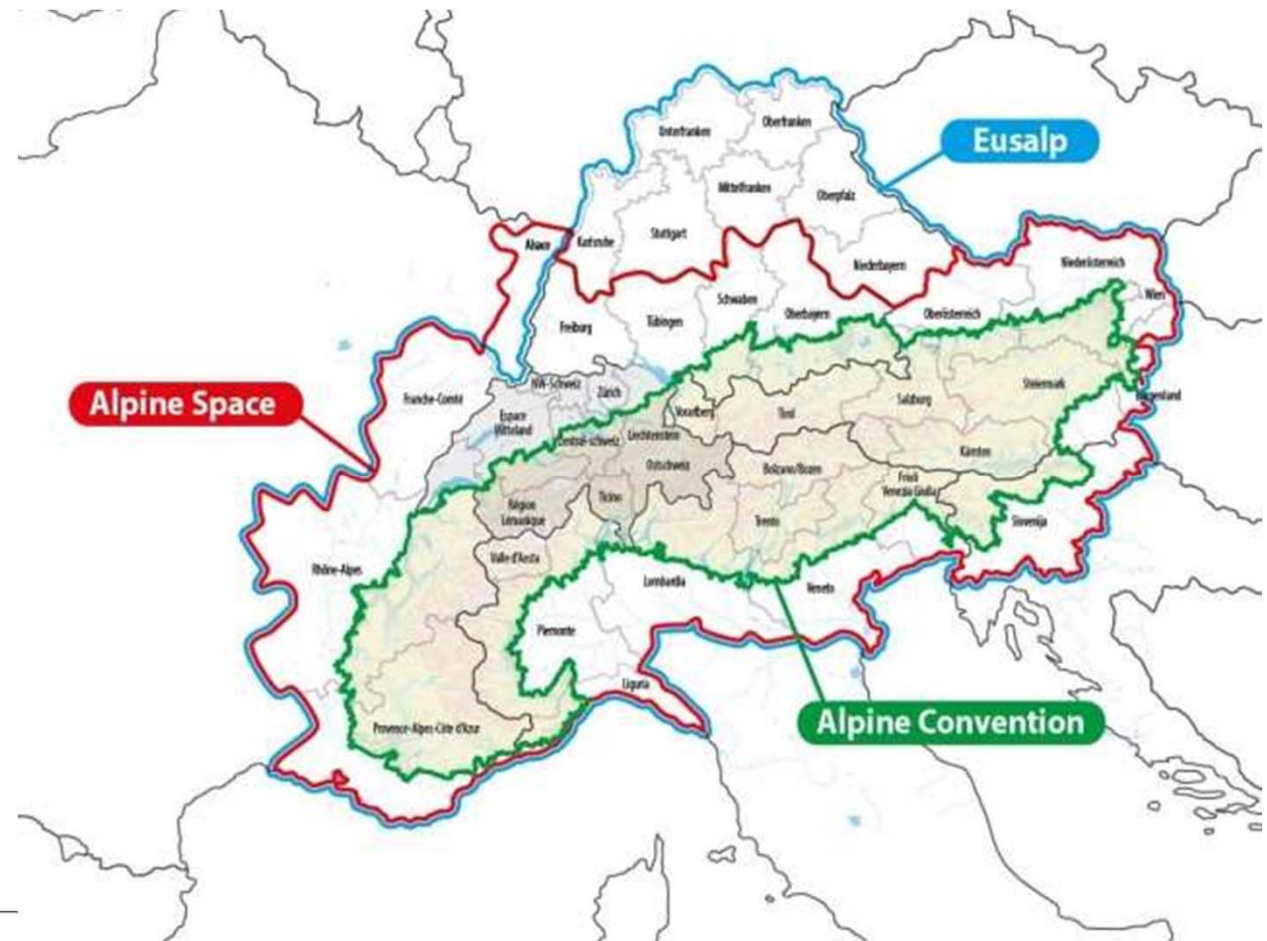 Unterfranken
Oberfranken
Eusalp
Mittelfranken
Oberpfalz
Alsace
Karlsruhe
Stuttgart
Niederbayern
Niederösterreich
Wien
Schwaben
Oberbayern
Oberösterreich
Freiburg
Tübingen
Alpine Space
Franche-Comté
NW-Schweiz
Zürich
Espace
Mittelland
Vorarlberg
Tirol
Salzburg
Steiermark
Burgenland
Zentral-schweiz
Liechtenstein
Ostschweiz
Bolzano/Bozen
Kärnten
Friuli
Venezia Giulia
Région
Lémanique
Ticino
Trento
Slovenija
Valle d'Aosta
Rhône-Alpes
Lombardia
Veneto
Piemonte
Liguria
Provence-Alpes-Côte d'Azur
Alpine Convention